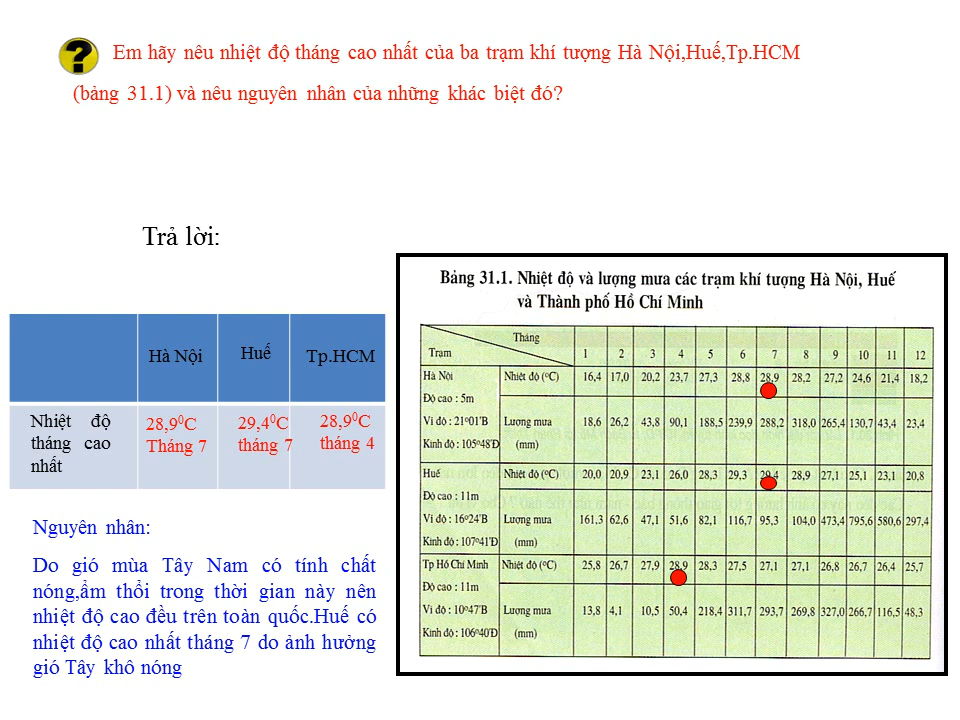 ?
Em hãy nêu nhiệt độ tháng cao nhất của ba trạm khí tượng Hà Nội,Huế,Tp.HCM
(bảng 31.1) và nêu nguyên nhân của những khác biệt đó?
Trả lời:
Hà Nội Huế Tp.HCM
Nhiệt độ
tháng cao
nhất
28,9⁰C
Tháng 7
29,4⁰C
tháng 7
28,9⁰C
tháng 4
Nguyên nhân:
Do gió mùa Tây Nam có tính chất
nóng,ẩm thổi trong thời gian này nên
nhiệt độ cao đều trên toàn quốc.Huế có
nhiệt độ cao nhất tháng 7 do ảnh hưởng
gió Tây khô nóng
Bảng 31.1. Nhiệt độ và lượng mưa các trạm khí tượng Hà Nội, Huế
và Thành phố Hồ Chí Minh
Tháng
Trạm 1 2 3 4 5 6 7 8 9 10 11 12
Hà Nội Nhiệt độ (⁰C) 16,4 17,0 20,2 23,7 27,3 28,8 28,9 28,2 27,2 24,6 21,4 18,2
Độ cao : 5m
Vĩ độ : 21⁰01'B Lượng mưa 18,6 26,2 43,8 90,1 188,5 239,9 288,2 318,0 265,4 130,7 43,4 23,4
Kinh độ : 105⁰48'Đ (mm)
Huế Nhiệt độ (⁰C) 20,0 20,9 23,1 26,0 28,3 29,3 29,4 28,9 27,1 25,1 23,1 20,8
Độ cao : 11m
Vĩ độ : 16⁰24'B Lượng mưa 161,3 62,6 47,1 51,6 82,1 116,7 95,3 104,0 473,4 795,6 580,6 297,4
Kinh độ : 107⁰41'Đ (mm)
Tp Hồ Chí Minh Nhiệt độ (⁰C) 25,8 26,7 27,9 28,9 28,3 27,5 27,1 27,1 26,8 26,7 26,4 25,7
Độ cao : 11m
Vĩ độ : 10⁰47'B Lượng mưa 13,8 4,1 10,5 50,4 218,4 311,7 293,7 269,8 327,0 266,7 116,5 48,3
Kinh độ : 106⁰40'Đ (mm)